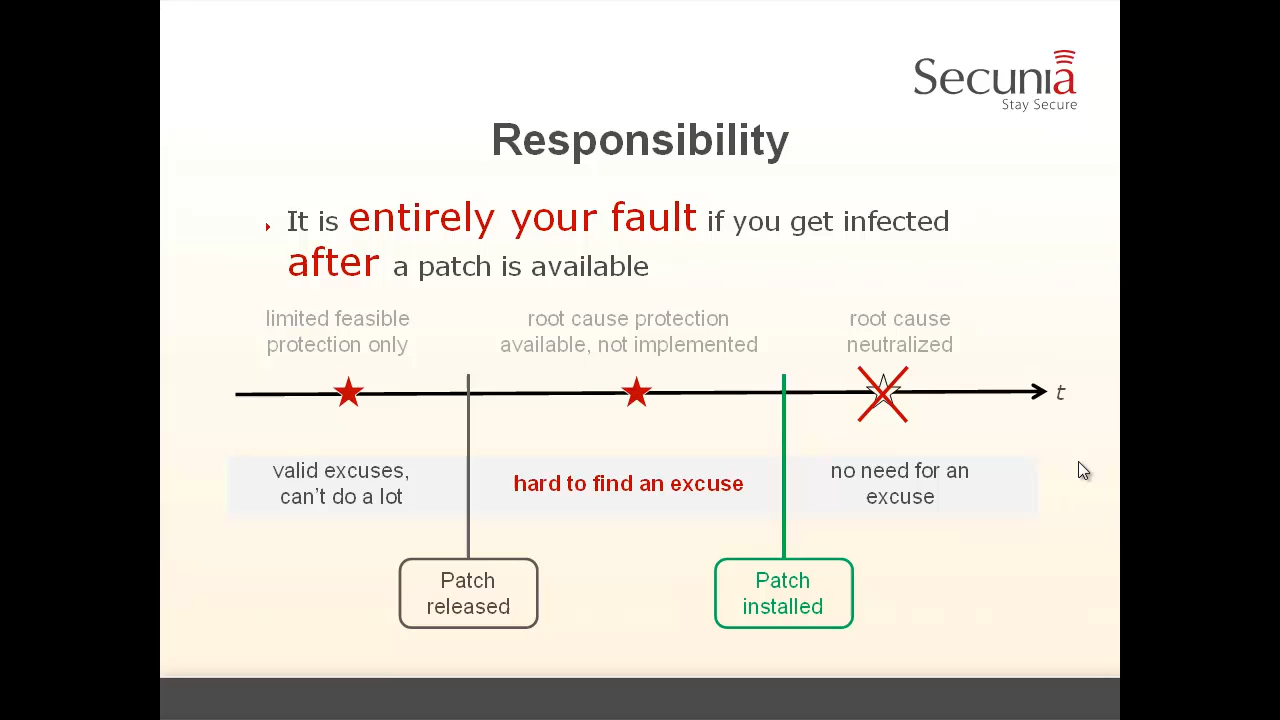 Secunia
Stay Secure
Responsibility
It is entirely your fault if you get infected
after a patch is available
limited feasible
protection only
root cause protection
available, not implemented
root cause
neutralized
t
valid excuses,
can't do a lot
hard to find an excuse
no need for an
excuse
Patch
released
Patch
installed